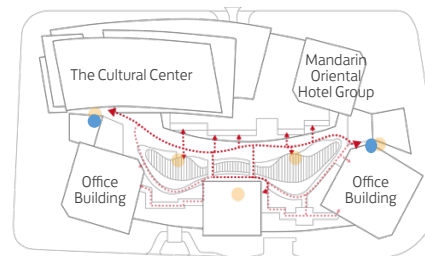 The Cultural Center
Mandarin
Oriental
Hotel Group
Office
Building
Office
Building